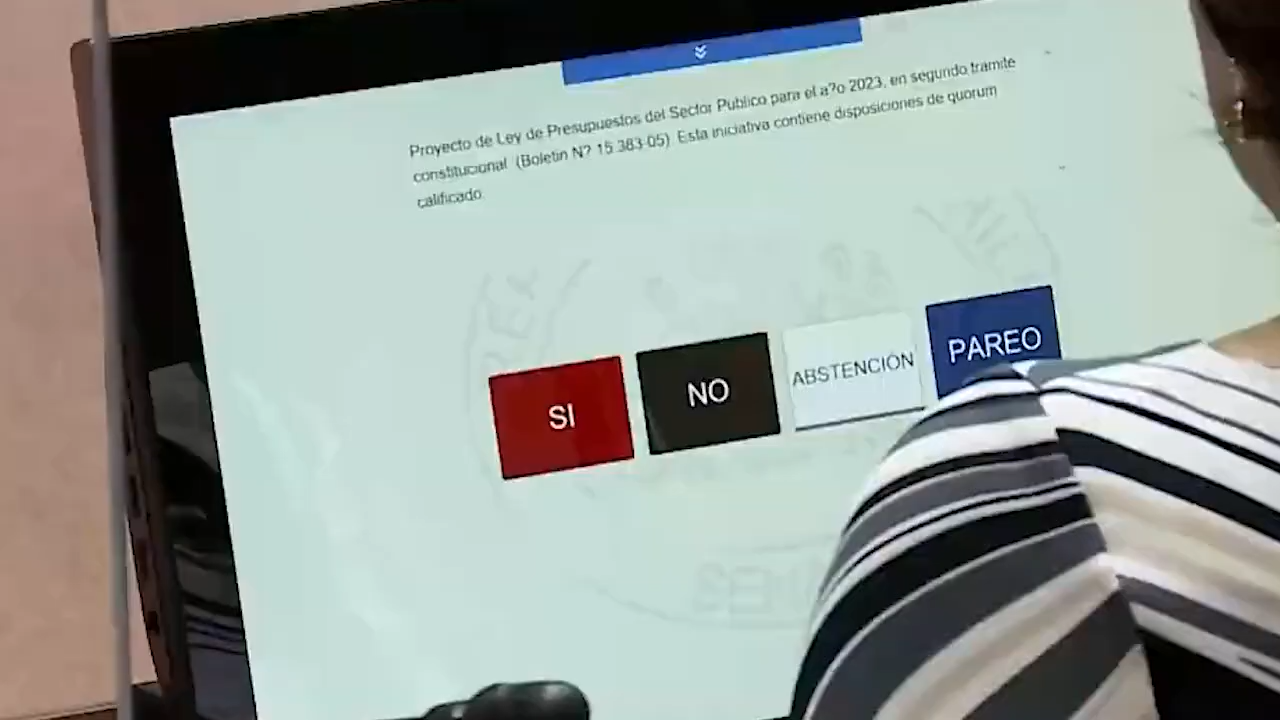 Proyecto de Ley de Presupuestos del Sector Publico para el a?o 2023, en segundo tramite
constitucional (Boletin N? 15.383-05) Esta iniciativa contiene disposiciones de quorum
calificado
SI
NO
ABSTENCIÓN
PAREO